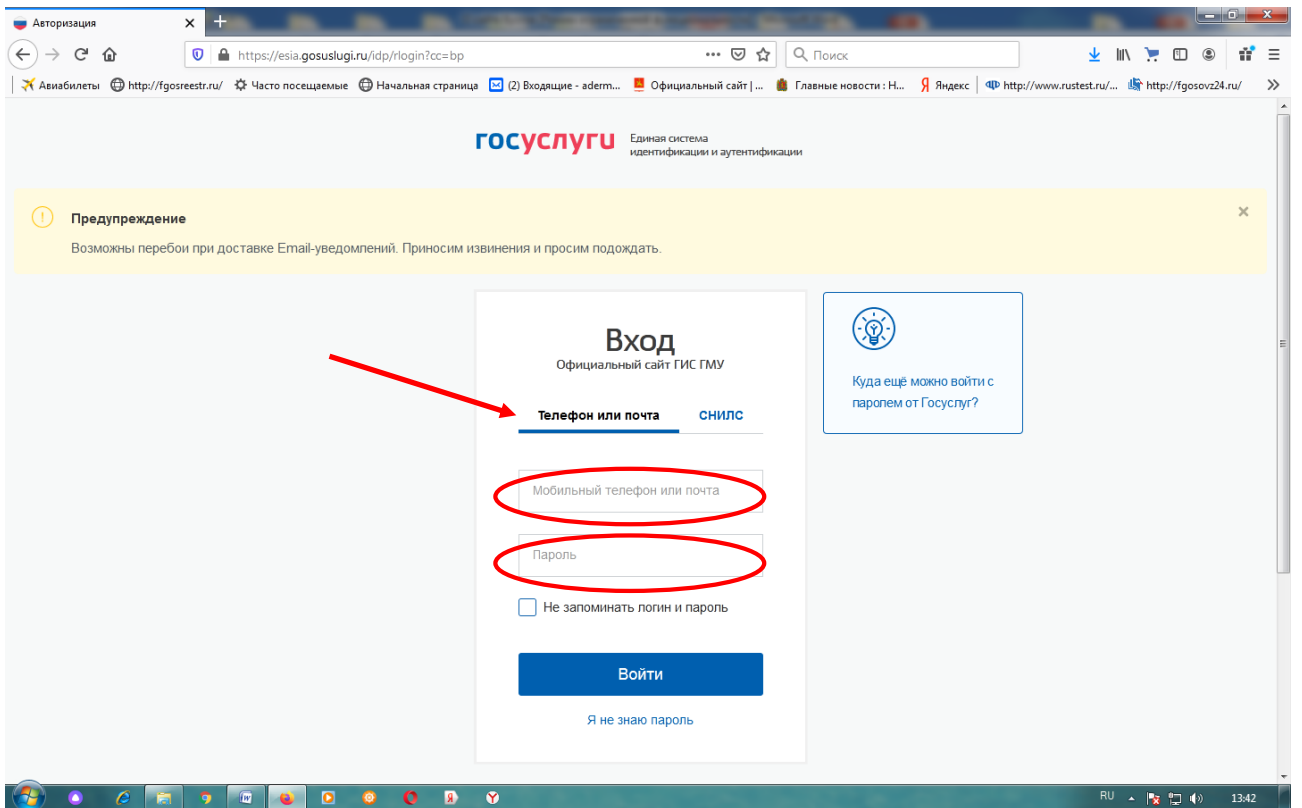 Авторизация
https://esia.gosuslugi.ru/idp/rlogin?cc=bp
Поиск
Авиабилеты http://fgosreestr.ru/ Часто посещаемые Начальная страница (2) Входящие - aderm... Официальный сайт | ... Главные новости : Н... Яндекс http://www.rustest.ru/... http://fgosovz24.ru/
госуслуги
Единая система
идентификации и аутентификации
Предупреждение
Возможны перебои при доставке Email-уведомлений. Приносим извинения и просим подождать.
Вход
Официальный сайт ГИС ГМУ
Телефон или почта СНИЛС
Мобильный телефон или почта
Пароль
Не запоминать логин и пароль
Войти
Я не знаю пароль
Куда ещё можно войти с
паролем от Госуслуг?
RU 13:42